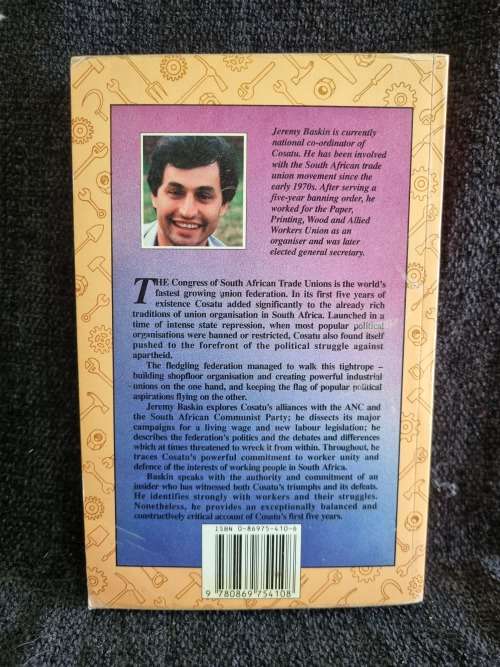 Jeremy Baskin is currently
national co-ordinator of
Cosatu. He has been involved
with the South African trade
union movement since the
early 1970s. After serving a
five-year banning order, he
worked for the Paper,
Printing, Wood and Allied
Workers Union as an
organiser and was later
elected general secretary.
THE Congress of South African Trade Unions is the world's
fastest growing union federation. In its first five years of
existence Cosatu added significantly to the already rich
traditions of union organisation in South Africa. Launched in a
time of intense state repression, when most popular political
organisations were banned or restricted, Cosatu also found itself
pushed to the forefront of the political struggle against
apartheid.
The fledgling federation managed to walk this tightrope –
building shopfloor organisation and creating powerful industrial
unions on the one hand, and keeping the flag of popular political
aspirations flying on the other.
Jeremy Baskin explores Cosatu's alliances with the ANC and
the South African Communist Party; he dissects its major
campaigns for a living wage and new labour legislation; he
describes the federation's politics and the debates and differences
which at times threatened to wreck it from within. Throughout, he
traces Cosatu's powerful commitment to worker unity and
defence of the interests of working people in South Africa.
Baskin speaks with the authority and commitment of an
insider who has witnessed both Cosatu's triumphs and its defeats.
He identifies strongly with workers and their struggles.
Nonetheless, he provides an exceptionally balanced and
constructively critical account of Cosatu's first five years.
ISBN 0-86975-410-6
9 780869 754108